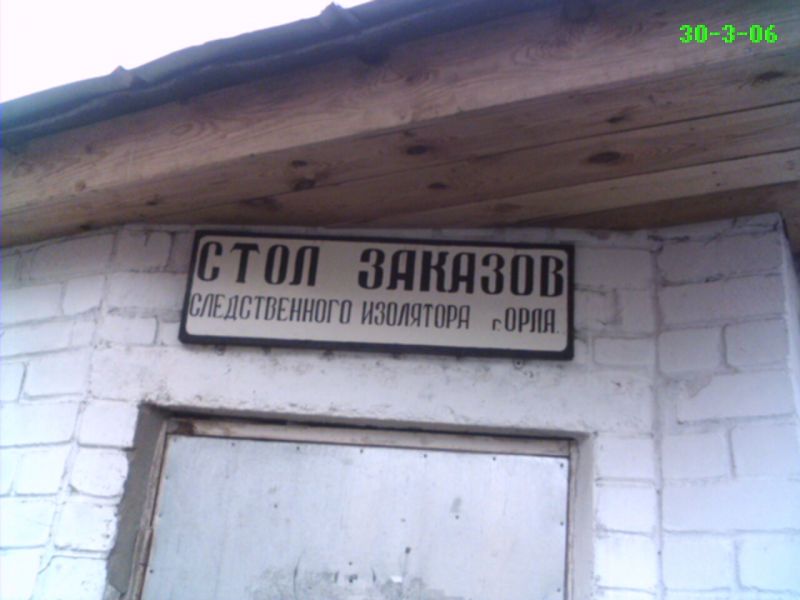 30-3-06
СТОЛ ЗАКАЗОВ
СЛЕДСТВЕННОГО ИЗОЛЯТОРА г. ОРЛА.